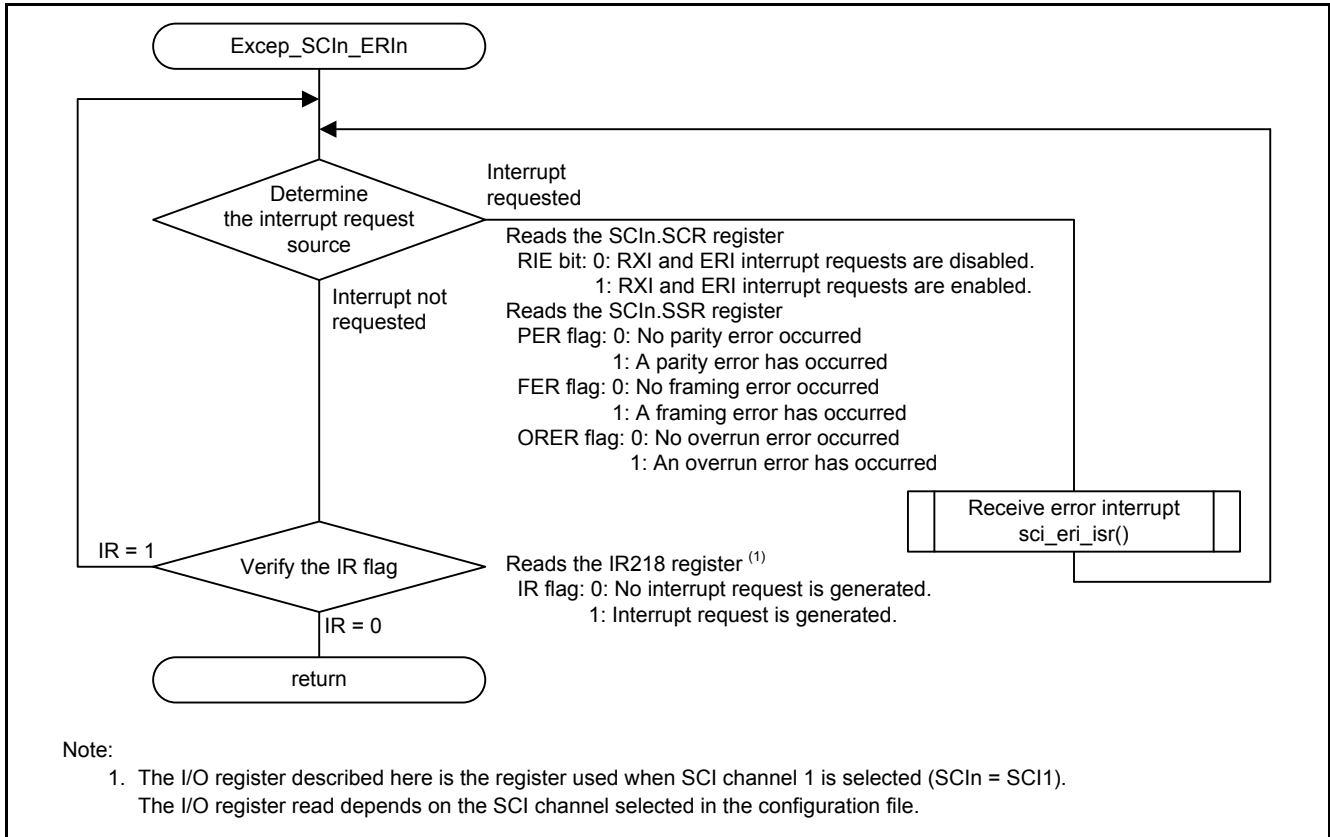 Excep_SCIn_ERIn
Determine
the interrupt request
source
Interrupt
requested
Reads the SCIn.SCR register
RIE bit: 0: RXI and ERI interrupt requests are disabled.
1: RXI and ERI interrupt requests are enabled.
Reads the SCIn.SSR register
PER flag: 0: No parity error occurred
1: A parity error has occurred
FER flag: 0: No framing error occurred
1: A framing error has occurred
ORER flag: 0: No overrun error occurred
1: An overrun error has occurred
Interrupt not
requested
Receive error interrupt
sci_eri_isr()
IR = 1
Verify the IR flag
Reads the IR218 register (1)
IR flag: 0: No interrupt request is generated.
1: Interrupt request is generated.
IR = 0
return
Note:
1. The I/O register described here is the register used when SCI channel 1 is selected (SCIn = SCI1).
The I/O register read depends on the SCI channel selected in the configuration file.